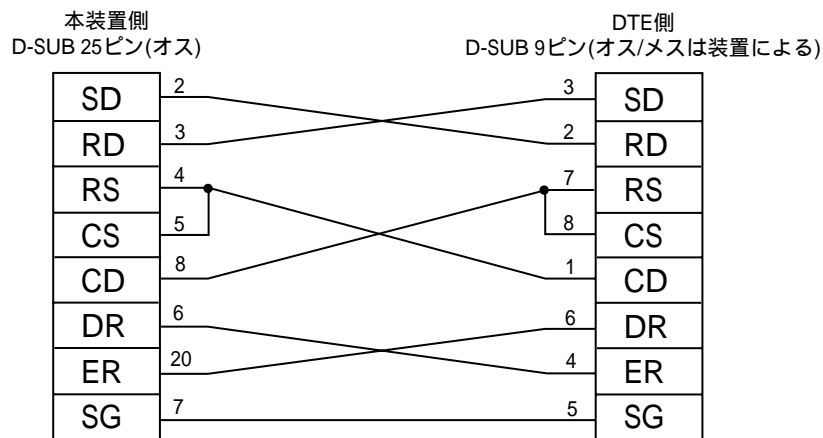 本装置側
D-SUB 25ピン(オス)
DTE側
D-SUB 9ピン(オス/メスは装置による)
SD 2 3 SD
RD 3 2 RD
RS 4 7 RS
CS 5 8 CS
CD 8 1 CD
DR 6 6 DR
ER 20 4 ER
SG 7 5 SG